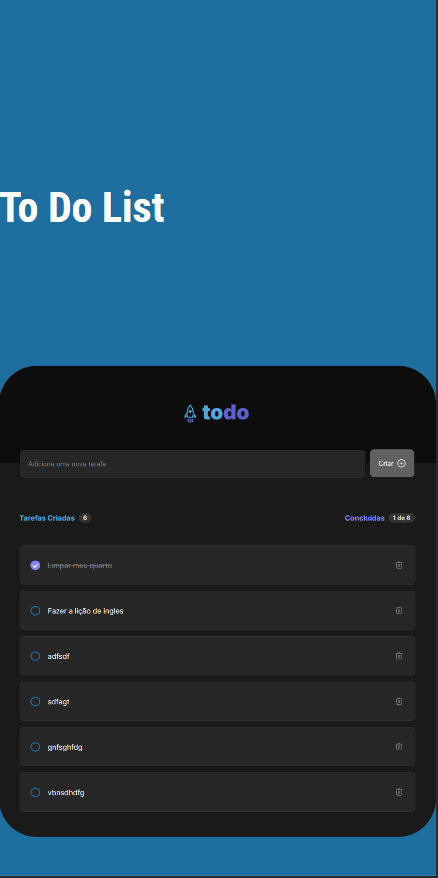 To Do List
todo
Adicione uma nova tarefa
Criar
Tarefas Criadas 6
Concluídas 1 de 6
Limpar meu quarto
Fazer a lição de ingles
adfsdf
sdfagt
gnfsghfdg
vbnsdhdfg